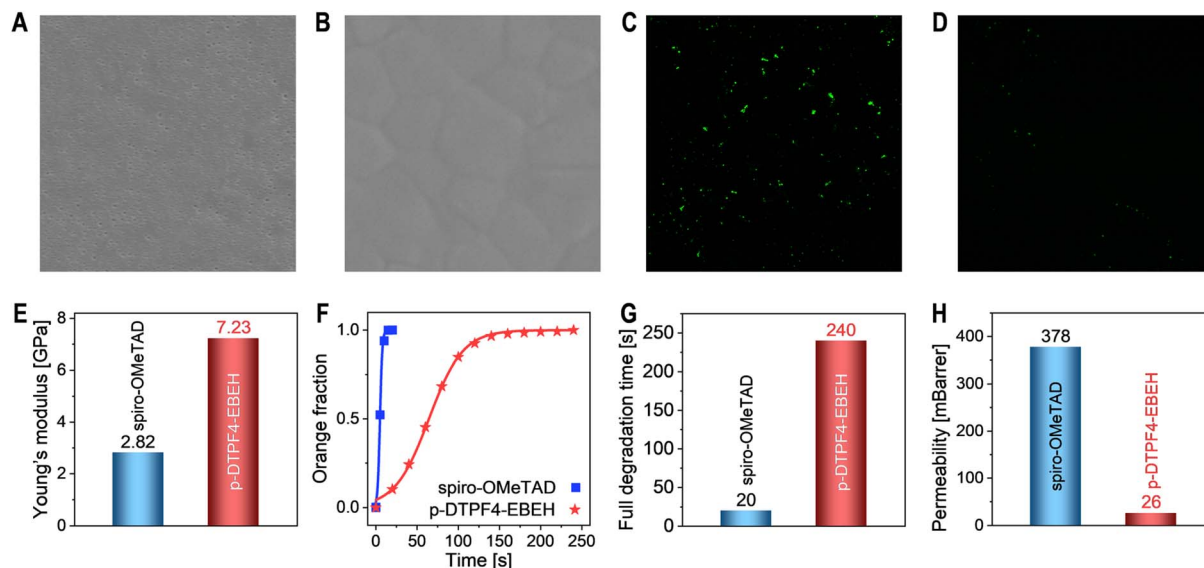 A
B
C
D
E
Young's modulus [GPa]
8
6
4
2
0
spiro-OMeTAD
2.82
7.23
p-DTPF4-EBEH
F
Orange fraction
1.0
0.5
0.0
spiro-OMeTAD
p-DTPF4-EBEH
0 50 100 150 200 250
Time [s]
G
Full degradation time [s]
250
200
150
100
50
0
spiro-OMeTAD
20
240
p-DTPF4-EBEH
H
Permeability [mBarrer]
400
300
200
100
0
378
spiro-OMeTAD
p-DTPF4-EBEH
26